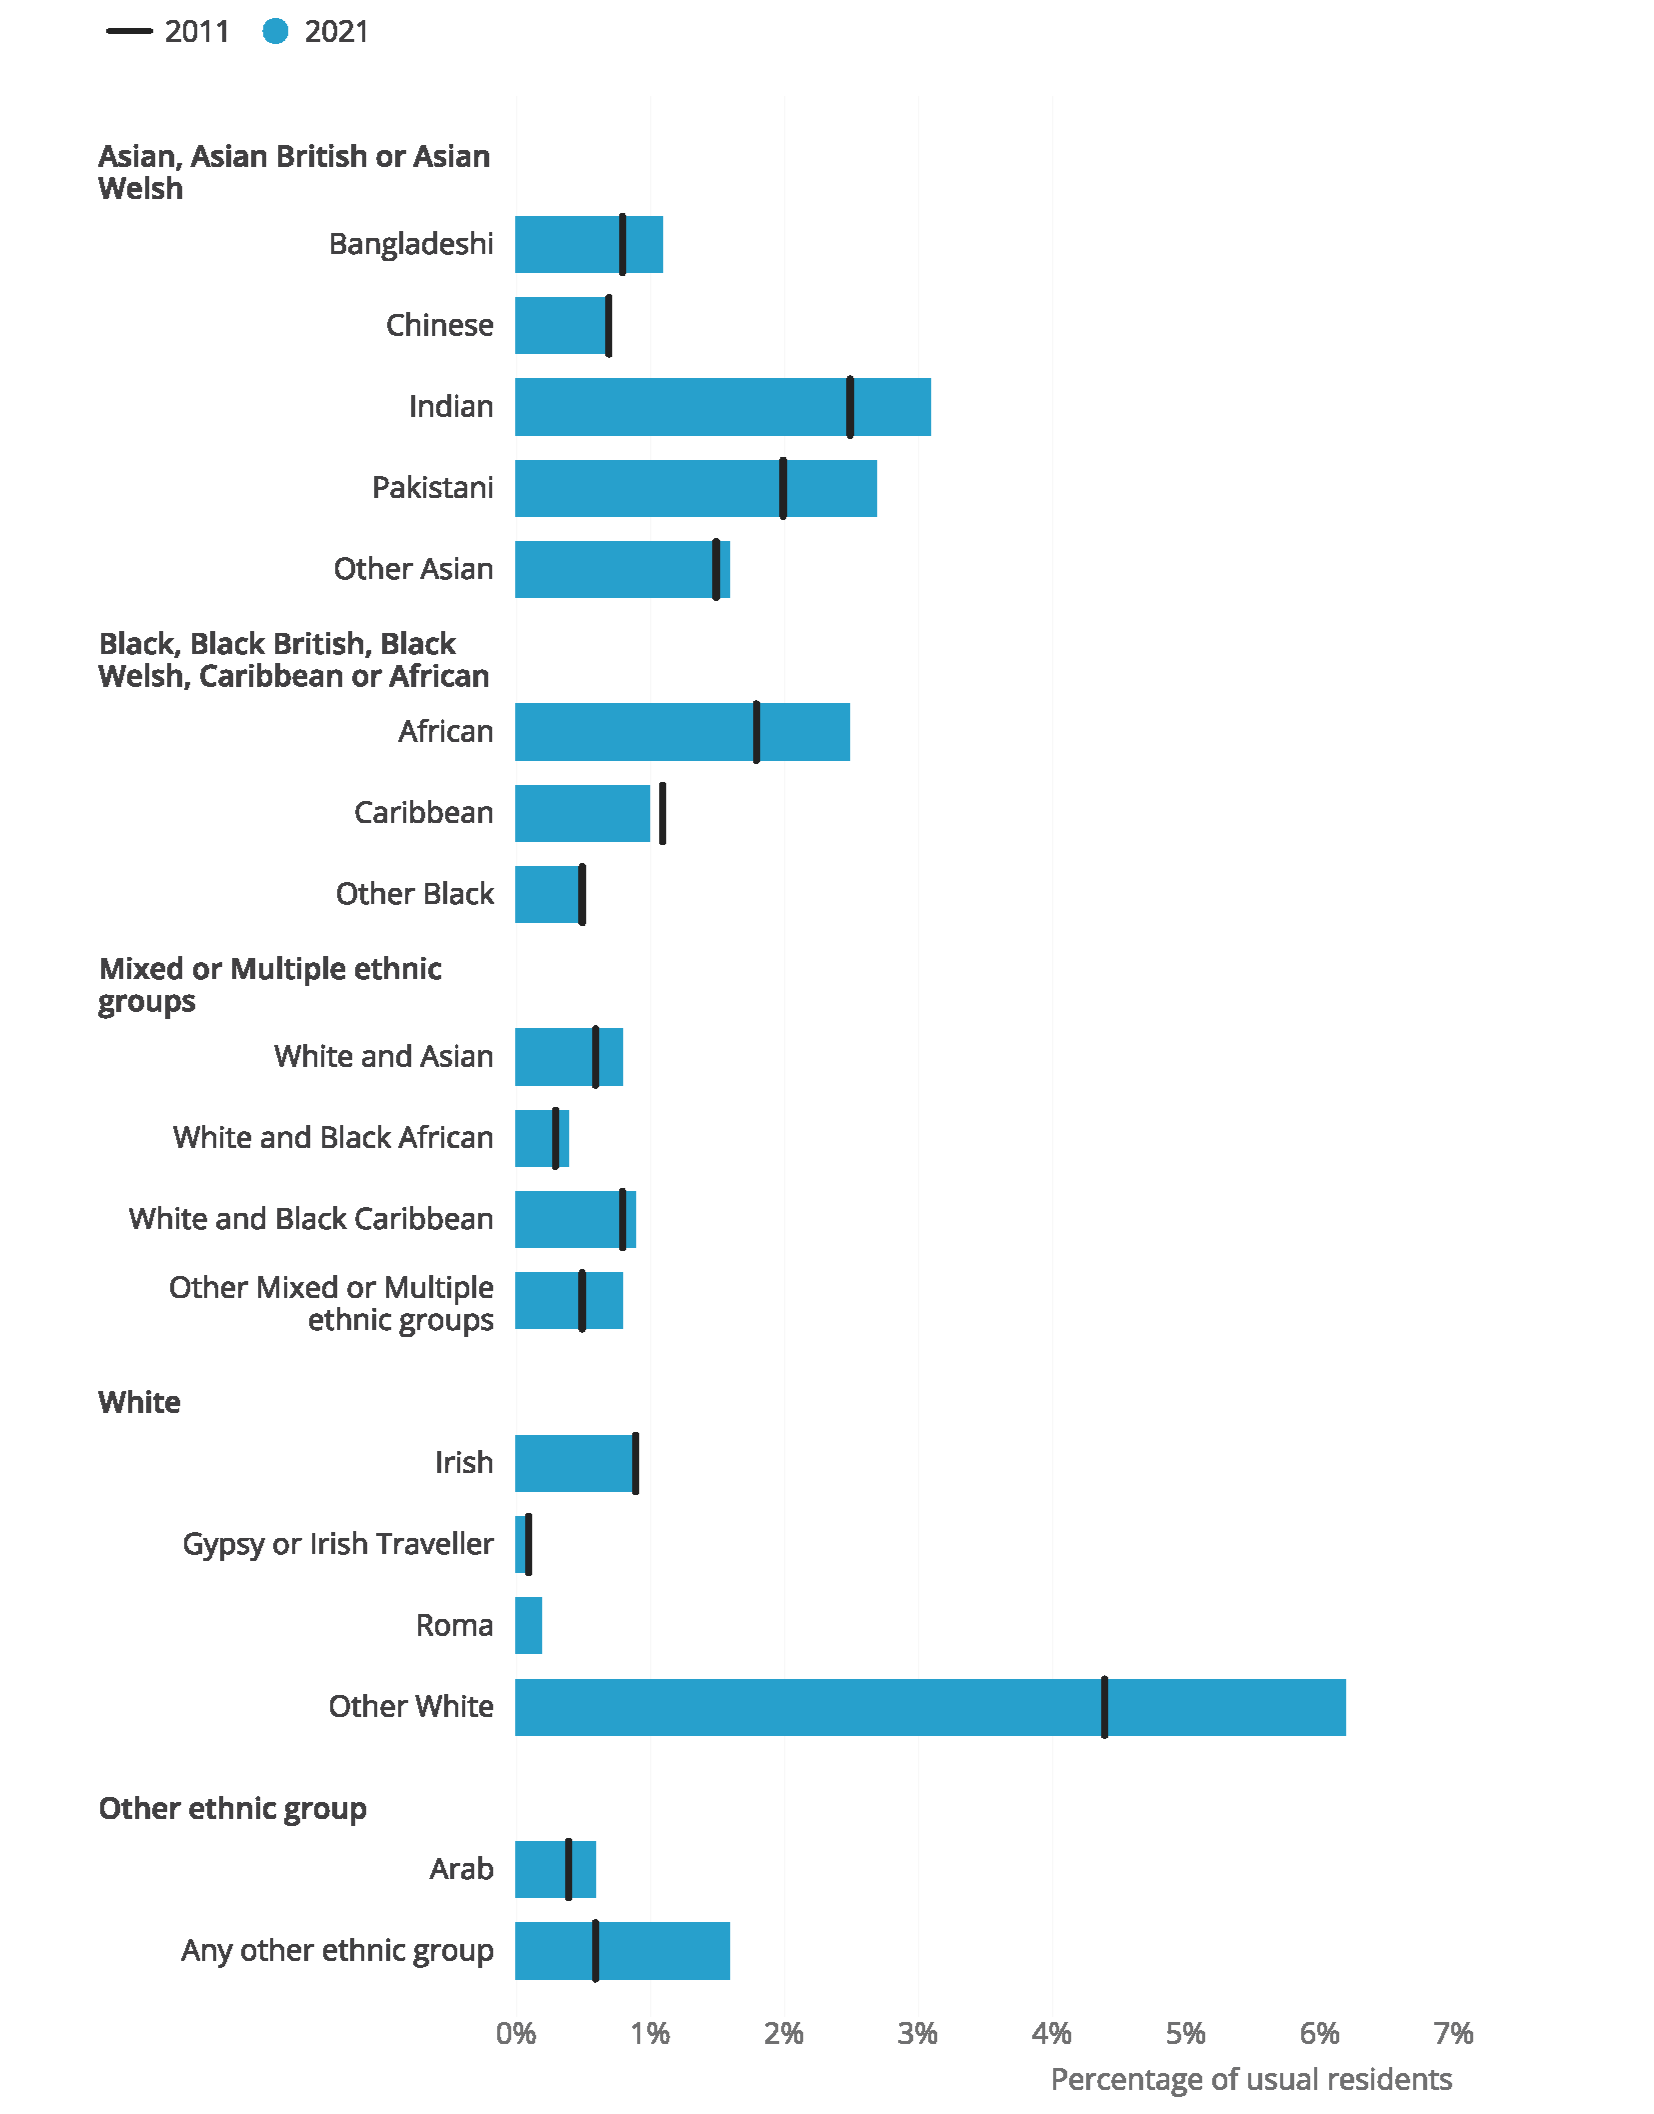 2011 2021
Asian, Asian British or Asian
Welsh
Bangladeshi
Chinese
Indian
Pakistani
Other Asian
Black, Black British, Black
Welsh, Caribbean or African
African
Caribbean
Other Black
Mixed or Multiple ethnic
groups
White and Asian
White and Black African
White and Black Caribbean
Other Mixed or Multiple
ethnic groups
White
Irish
Gypsy or Irish Traveller
Roma
Other White
Other ethnic group
Arab
Any other ethnic group
0% 1% 2% 3% 4% 5% 6% 7%
Percentage of usual residents